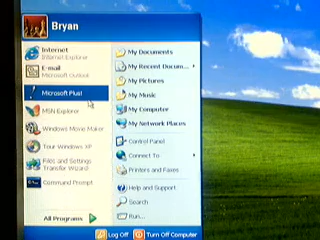 Bryan
Internet
Internet Explorer
E-mail
Microsoft Outlook
Microsoft Plus!
MSN Explorer
Windows Movie Maker
Tour Windows XP
Files and Settings
Transfer Wizard
Command Prompt
All Programs
My Documents
My Recent Docum...
My Pictures
My Music
My Computer
My Network Places
Control Panel
Connect To
Printers and Faxes
Help and Support
Search
Run...
Log Off
Turn Off Computer